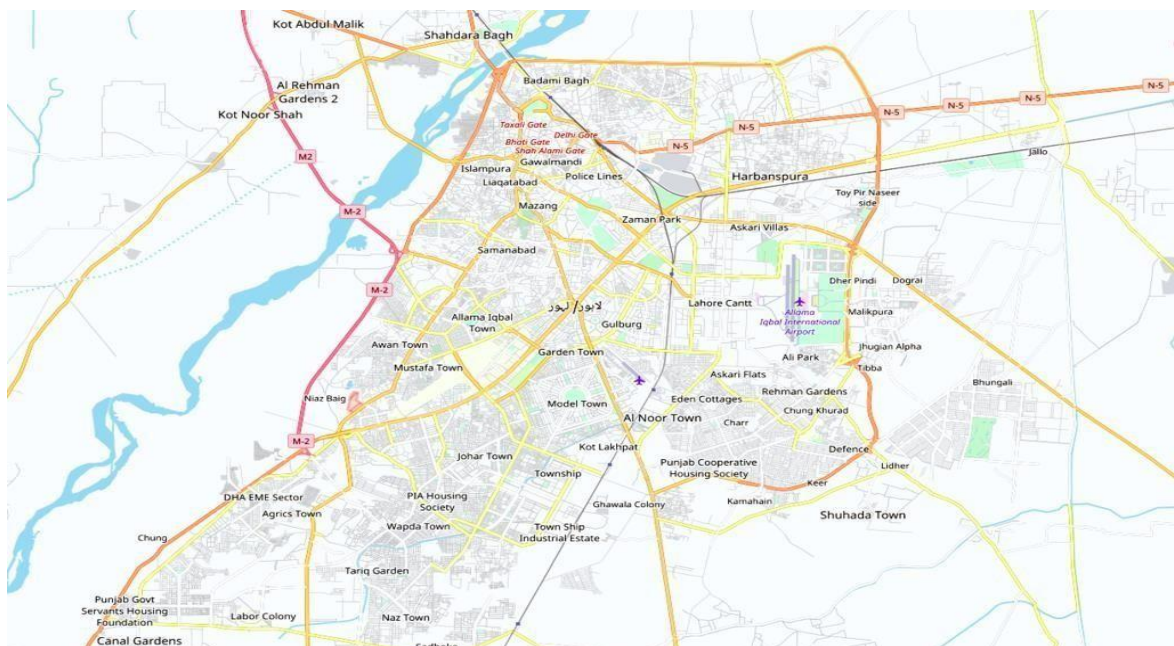 Kot Abdul Malik
Shahdara Bagh
Al Rehman
Gardens 2
Badami Bagh
N-5
N-5
N-5
N-5
Kot Noor Shah
Taxali Gate
Delhi Gate
N-5
Bhati Gate
Shah Alami Gate
N-5
M2
Gawalmandi
Jallo
Islampura
Police Lines
Harbanspura
Liaqatabad
Toy Pir Naseer
side
Mazang
M-2
Zaman Park
Askari Villas
Samanabad
Dher Pindi
Dograi
M-2
Lahore Cantt
لاہور / لہور
Allama
Iqbal International
Airport
Malikpura
Allama Iqbal
Town
Gulburg
Awan Town
Garden Town
Jhugian Alpha
Ali Park
Mustafa Town
Tibba
Askari Flats
Bhungali
Rehman Gardens
Niaz Baig
Model Town
Eden Cottages
Al Noor Town
Chung Khurad
Charr
M-2
Kot Lakhpat
Defence
Johar Town
Punjab Cooperative
Housing Society
Lidher
Township
Keer
DHA EME Sector
PIA Housing
Society
Ghawala Colony
Kamahain
Agrics Town
Shuhada Town
Wapda Town
Town Ship
Industrial Estate
Chung
Tariq Garden
Punjab Govt
Servants Housing
Foundation
Labor Colony
Naz Town
Canal Gardens